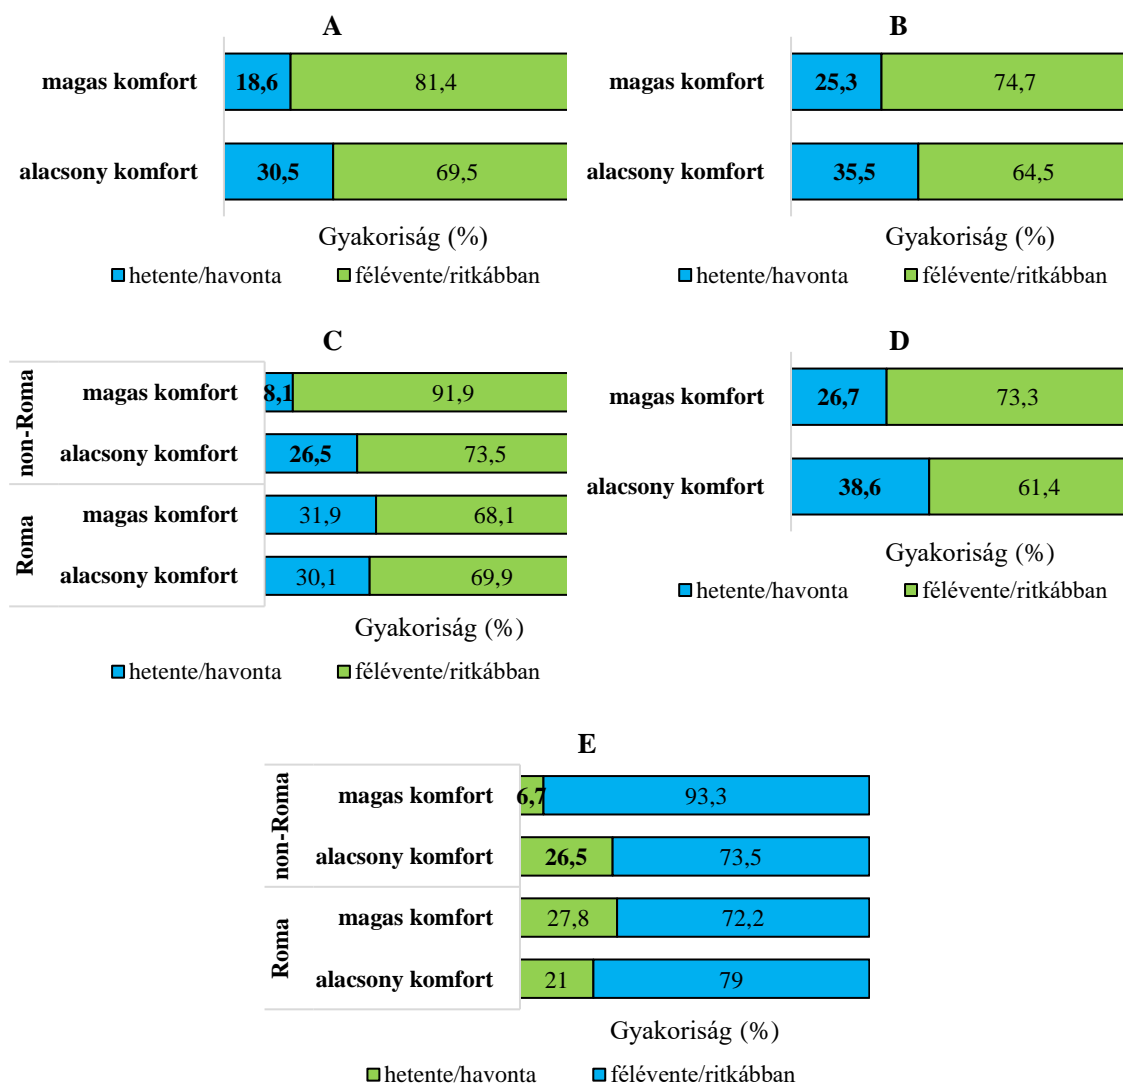 A
magas komfort 18,6 81,4
alacsony komfort 30,5 69,5
Gyakoriság (%)
hetente/havonta félévente/ritkábban
B
magas komfort 25,3 74,7
alacsony komfort 35,5 64,5
Gyakoriság (%)
hetente/havonta félévente/ritkábban
C
non-Roma
magas komfort 8,1 91,9
alacsony komfort 26,5 73,5
Roma
magas komfort 31,9 68,1
alacsony komfort 30,1 69,9
Gyakoriság (%)
hetente/havonta félévente/ritkábban
D
magas komfort 26,7 73,3
alacsony komfort 38,6 61,4
Gyakoriság (%)
hetente/havonta félévente/ritkábban
E
non-Roma
magas komfort 6,7 93,3
alacsony komfort 26,5 73,5
Roma
magas komfort 27,8 72,2
alacsony komfort 21 79
Gyakoriság (%)
hetente/havonta félévente/ritkábban